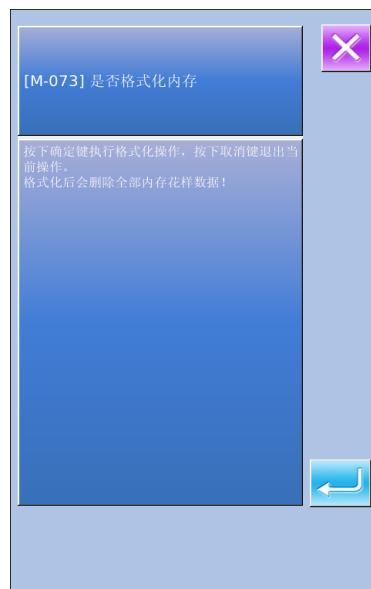 [M-073] 是否格式化内存
按下确定键执行格式化操作，按下取消键退出当
前操作。
格式化后会删除全部内存花样数据！